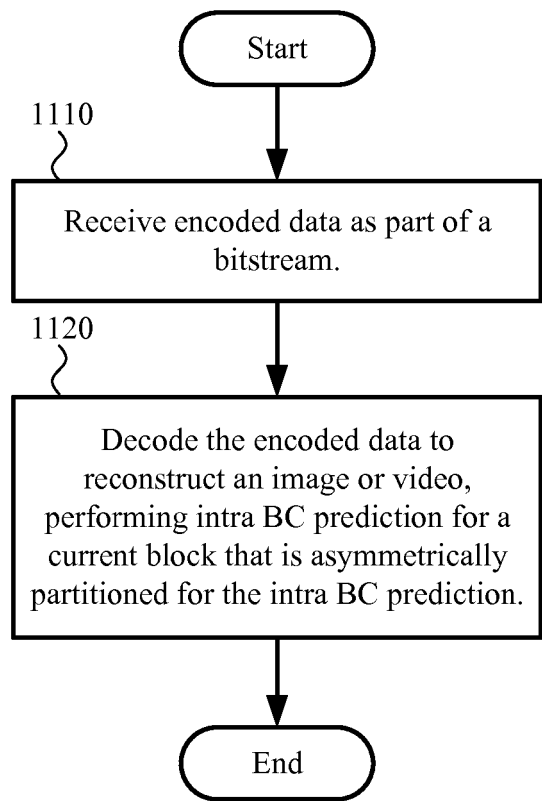 Start
1110
Receive encoded data as part of a
bitstream.
1120
Decode the encoded data to
reconstruct an image or video,
performing intra BC prediction for a
current block that is asymmetrically
partitioned for the intra BC prediction.
End